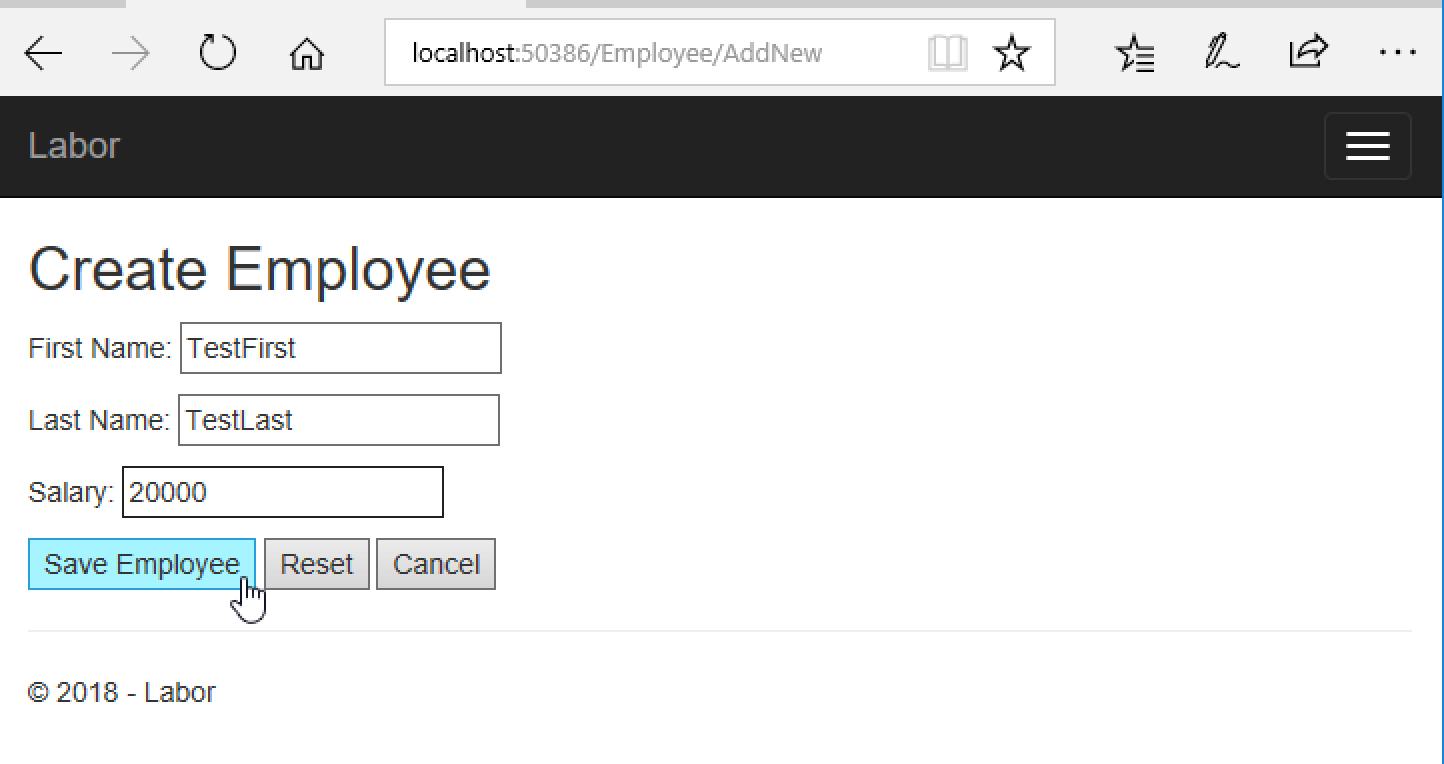 localhost:50386/Employee/AddNew
Labor
Create Employee
First Name: TestFirst
Last Name: TestLast
Salary: 20000
Save Employee Reset Cancel
© 2018 - Labor